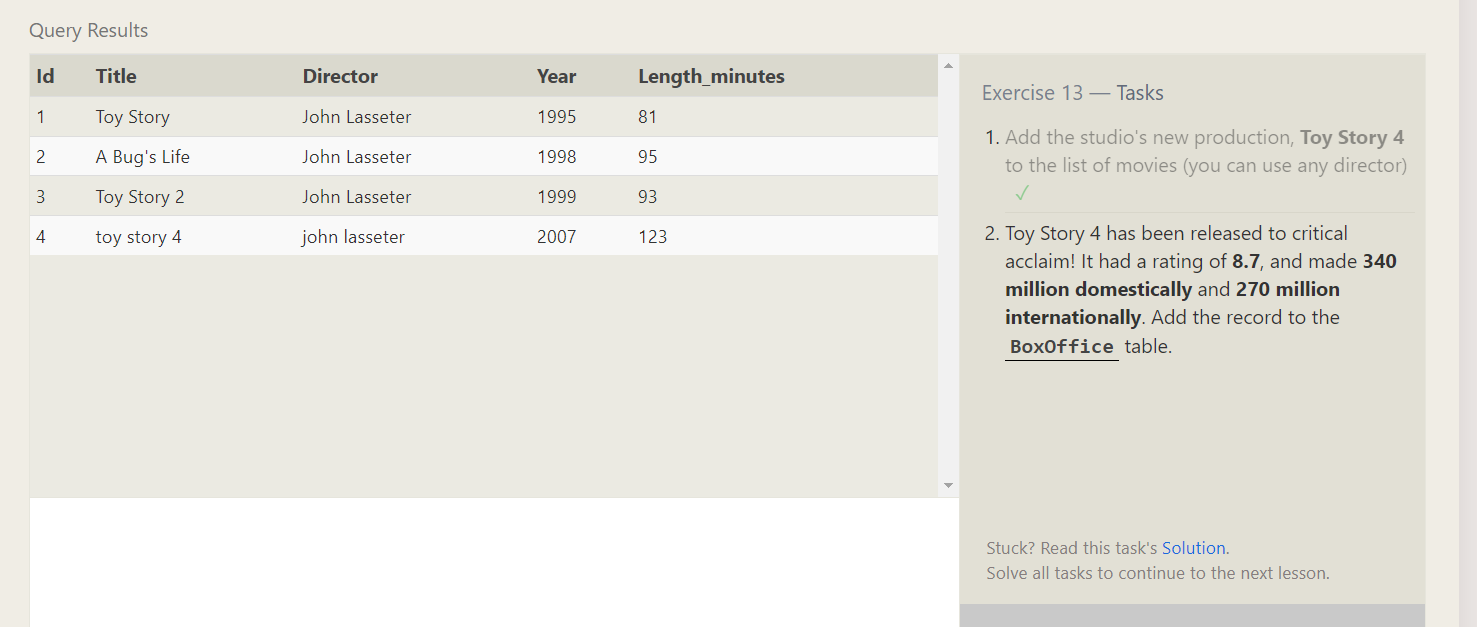 Query Results
Id Title Director Year Length_minutes
1 Toy Story John Lasseter 1995 81
2 A Bug's Life John Lasseter 1998 95
3 Toy Story 2 John Lasseter 1999 93
4 toy story 4 john lasseter 2007 123
Exercise 13 — Tasks
1. Add the studio's new production, Toy Story 4
to the list of movies (you can use any director)
✓
2. Toy Story 4 has been released to critical
acclaim! It had a rating of 8.7, and made 340
million domestically and 270 million
internationally. Add the record to the
BoxOffice table.
Stuck? Read this task's Solution.
Solve all tasks to continue to the next lesson.